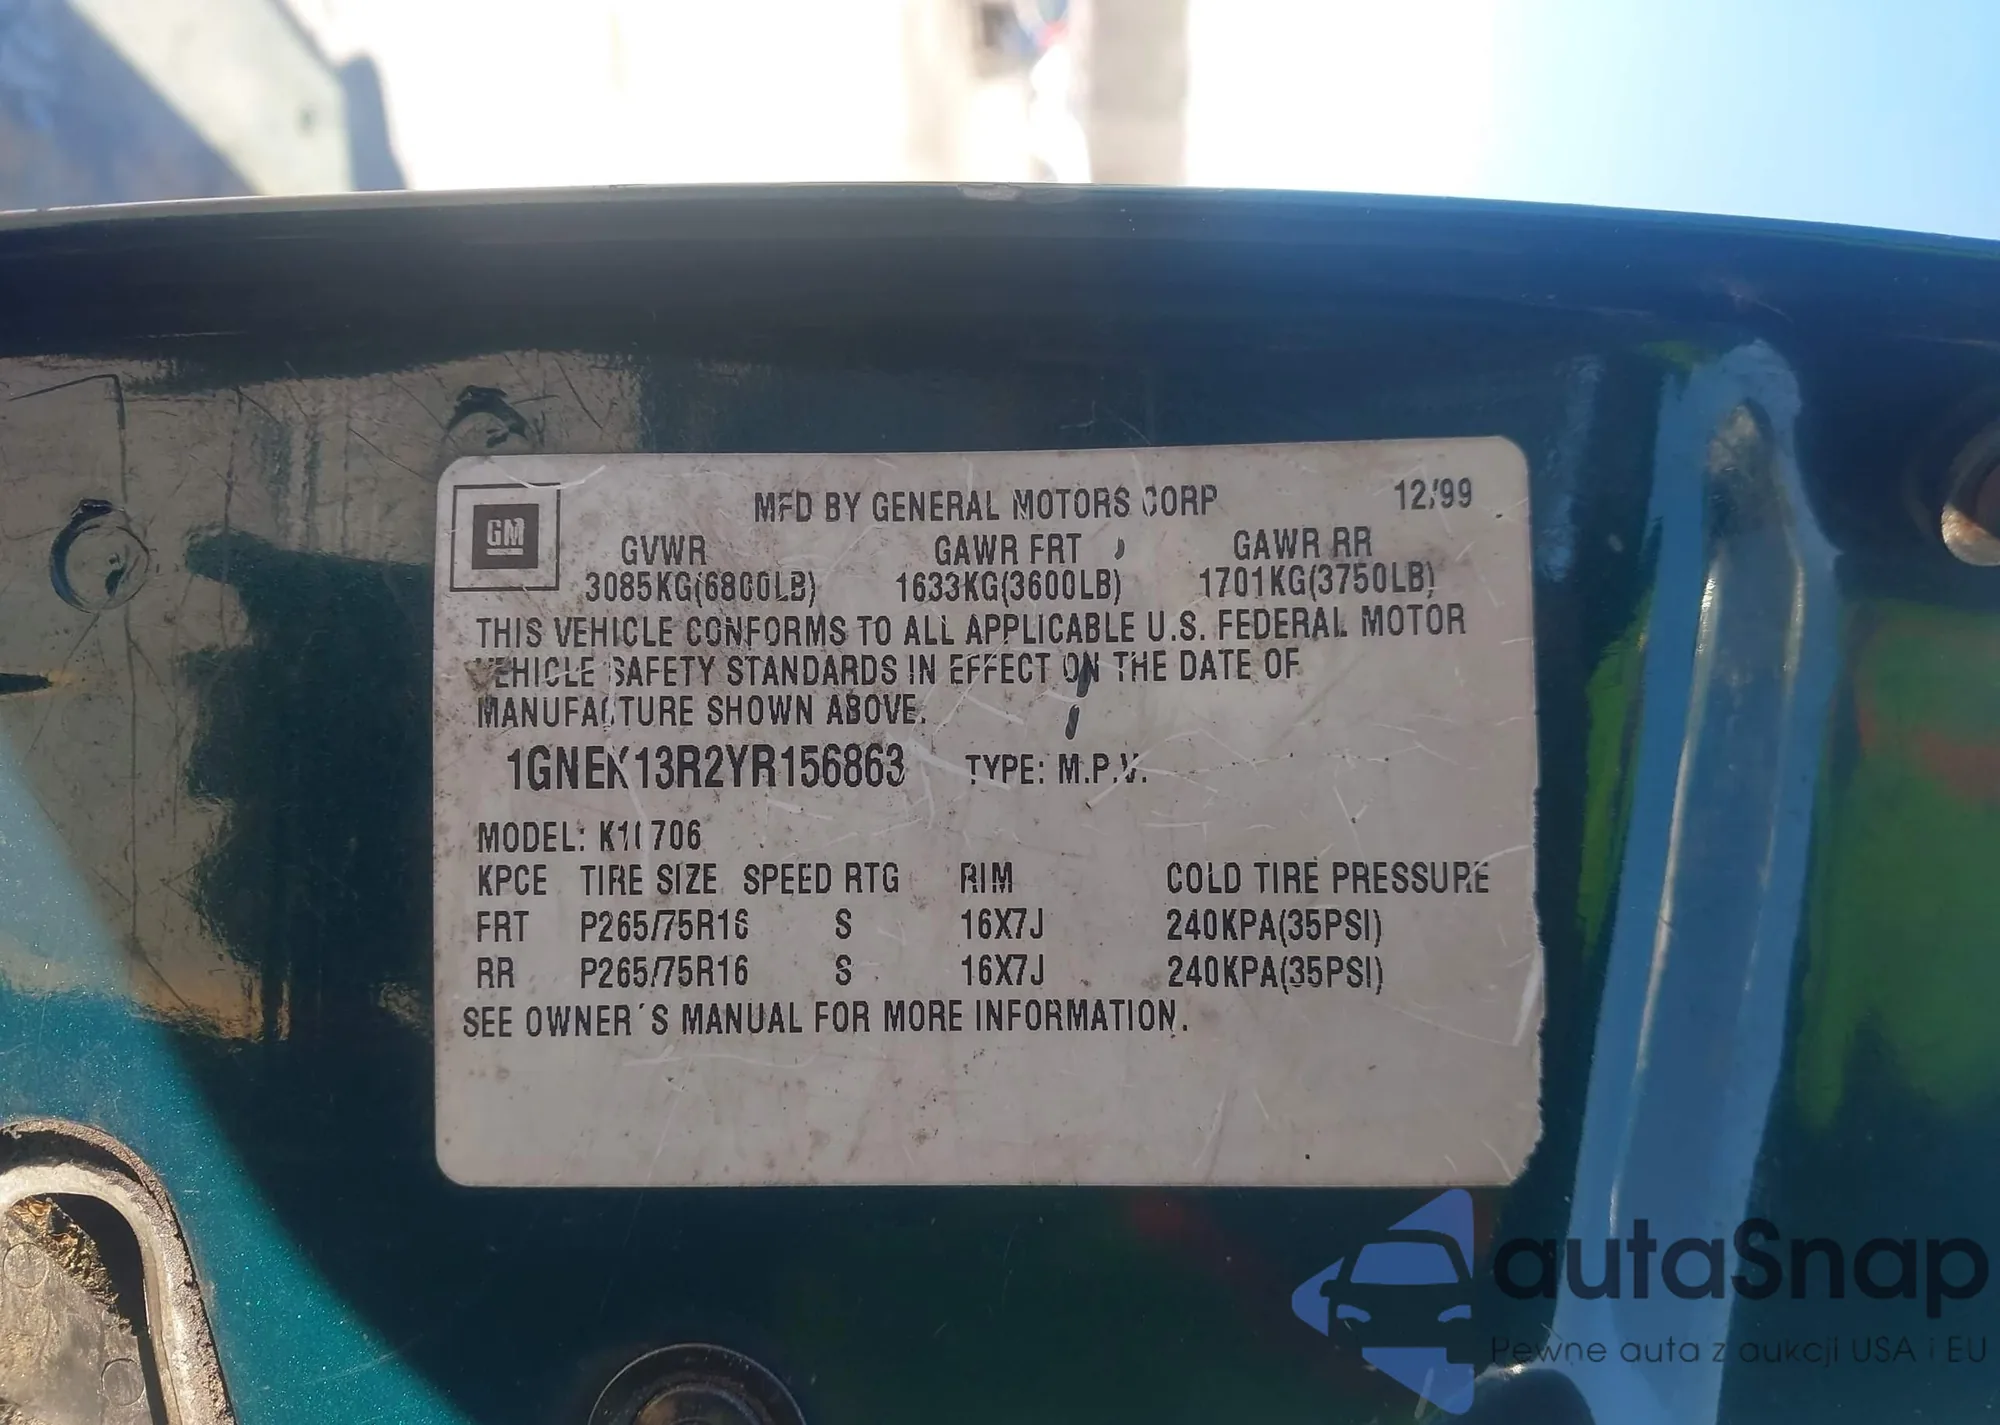 GM
MFD BY GENERAL MOTORS CORP 12/99
GVWR GAWR FRT GAWR RR
3085KG(6800LB) 1633KG(3600LB) 1701KG(3750LB)
THIS VEHICLE CONFORMS TO ALL APPLICABLE U.S. FEDERAL MOTOR
VEHICLE SAFETY STANDARDS IN EFFECT ON THE DATE OF
MANUFACTURE SHOWN ABOVE.
1GNEK13R2YR156863 TYPE: M.P.V.
MODEL: K10706
KPCE TIRE SIZE SPEED RTG RIM COLD TIRE PRESSURE
FRT P265/75R16 S 16X7J 240KPA(35PSI)
RR P265/75R16 S 16X7J 240KPA(35PSI)
SEE OWNER´S MANUAL FOR MORE INFORMATION.
autaSnap
Pewne auta z aukcji USA i EU